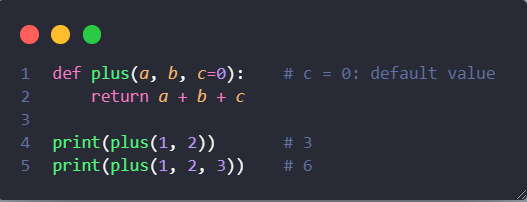 1 def plus(a, b, c=0):    # c = 0: default value
2     return a + b + c
3
4 print(plus(1, 2))       # 3
5 print(plus(1, 2, 3))    # 6